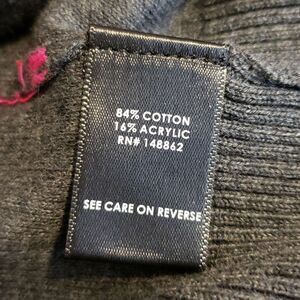 84% COTTON
16% ACRYLIC
RN# 148862
SEE CARE ON REVERSE